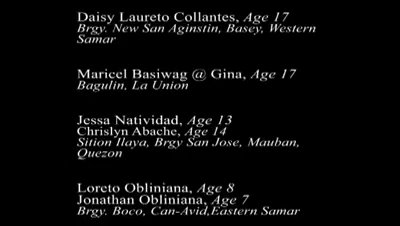 Daisy Laureto Collantes, Age 17
Brgy. New San Aginstin, Basey, Western
Samar
Maricel Basiwag @ Gina, Age 17
Bagulin, La Union
Jessa Natividad, Age 13
Chrislyn Abache, Age 14
Sition Ilaya, Brgy San Jose, Mauban,
Quezon
Loreto Obliniana, Age 8
Jonathan Obliniana, Age 7
Brgy. Boco, Can-Avid,Eastern Samar